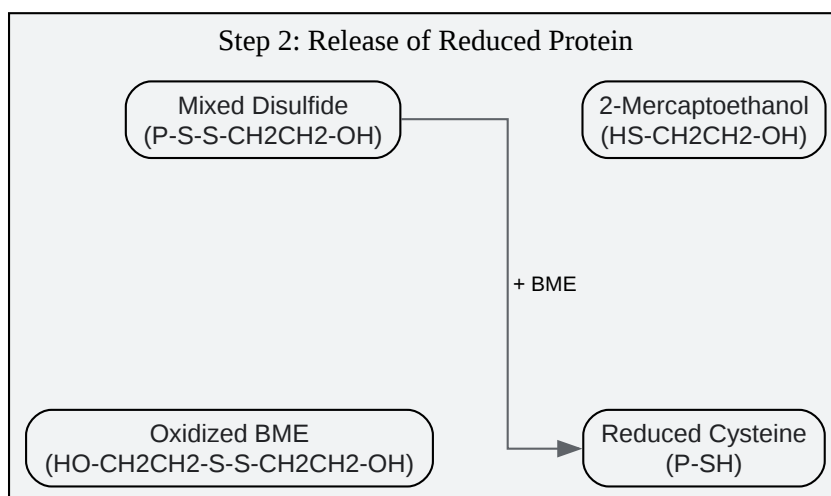 Step 2: Release of Reduced Protein
Mixed Disulfide
(P-S-S-CH2CH2-OH)
2-Mercaptoethanol
(HS-CH2CH2-OH)
+ BME
Oxidized BME
(HO-CH2CH2-S-S-CH2CH2-OH)
Reduced Cysteine
(P-SH)